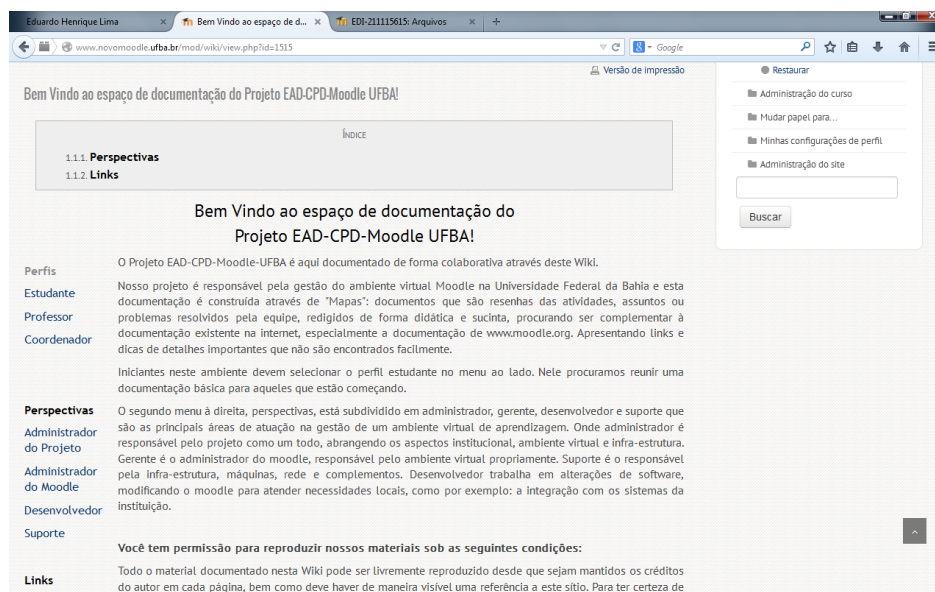 Eduardo Henrique Lima
Bem Vindo ao espaço de d...
EDI-211115615: Arquivos
www.novomoodle.ufba.br/mod/wiki/view.php?id=1515
Google
Versão de impressão
Bem Vindo ao espaço de documentação do Projeto EAD-CPD-Moodle UFBA!
ÍNDICE
1.1.1. Perspectivas
1.1.2. Links
Bem Vindo ao espaço de documentação do
Projeto EAD-CPD-Moodle UFBA!
Perfis
Estudante
Professor
Coordenador
Perspectivas
Administrador
do Projeto
Administrador
do Moodle
Desenvolvedor
Suporte
Links
O Projeto EAD-CPD-Moodle-UFBA é aqui documentado de forma colaborativa através deste Wiki.
Nosso projeto é responsável pela gestão do ambiente virtual Moodle na Universidade Federal da Bahia e esta
documentação é construída através de "Mapas": documentos que são resenhas das atividades, assuntos ou
problemas resolvidos pela equipe, redigidos de forma didática e sucinta, procurando ser complementar à
documentação existente na internet, especialmente a documentação de www.moodle.org. Apresentando links e
dicas de detalhes importantes que não são encontrados facilmente.
Iniciantes neste ambiente devem selecionar o perfil estudante no menu ao lado. Nele procuramos reunir uma
documentação básica para aqueles que estão começando.
O segundo menu à direita, perspectivas, está subdividido em administrador, gerente, desenvolvedor e suporte que
são as principais áreas de atuação na gestão de um ambiente virtual de aprendizagem. Onde administrador é
responsável pelo projeto como um todo, abrangendo os aspectos institucional, ambiente virtual e infra-estrutura.
Gerente é o administrador do moodle, responsável pelo ambiente virtual propriamente. Suporte é o responsável
pela infra-estrutura, máquinas, rede e complementos. Desenvolvedor trabalha em alterações de software,
modificando o moodle para atender necessidades locais, como por exemplo: a integração com os sistemas da
instituição.
Você tem permissão para reproduzir nossos materiais sob as seguintes condições:
Todo o material documentado nesta Wiki pode ser livremente reproduzido desde que sejam mantidos os créditos
do autor em cada página, bem como deve haver de maneira visível uma referência a este sítio. Para ter certeza de
Restaurar
Administração do curso
Mudar papel para...
Minhas configurações de perfil
Administração do site
Buscar